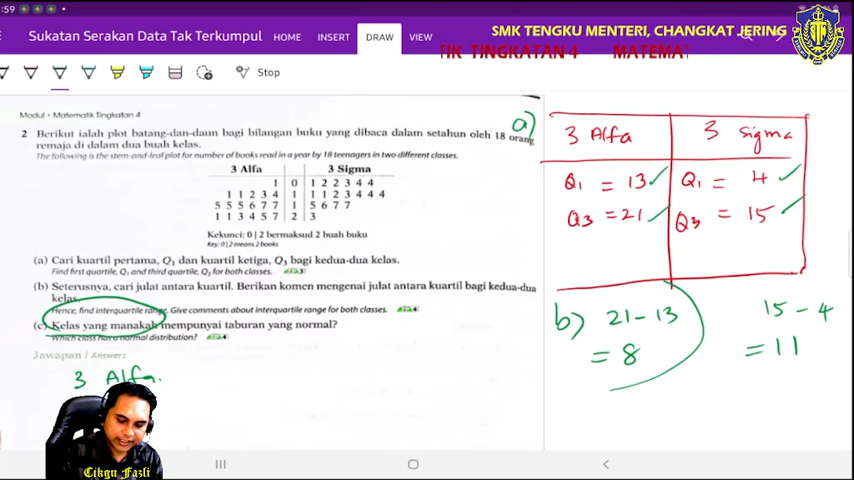 :59
SMK TENGKU MENTERI, CHANGKAT JERING
Sukatan Serakan Data Tak Terkumpul
HOME
INSERT
DRAW
VIEW
TIK TINGKATAN 4 MATEMAT
Stop
Modul • Matematik Tingkatan 4
2 Berikut ialah plot batang-dan-daun bagi bilangan buku yang dibaca dalam setahun oleh 18 orang
remaja di dalam dua buah kelas.
The following is the stem-and-leaf plot for number of books read in a year by 18 teenagers in two different classes.
3 Alfa 3 Sigma
1 0 1 2 2 3 4 4
1 1 2 3 4 1 1 1 2 3 4 4 4
5 5 5 6 7 7 1 5 6 7 7
1 1 3 4 5 7 2 3
Kekunci: 0 | 2 bermaksud 2 buah buku
Key: 0 | 2 means 2 books
(a) Cari kuartil pertama, Q1 dan kuartil ketiga, Q3 bagi kedua-dua kelas.
Find first quartile, Q1 and third quartile, Q3 for both classes.
(b) Seterusnya, cari julat antara kuartil. Berikan komen mengenai julat antara kuartil bagi kedua-dua
kelas.
Hence, find interquartile range. Give comments about interquartile range for both classes.
(c) Kelas yang manakah mempunyai taburan yang normal?
Which class has a normal distribution?
Jawapan / Answer:
3 Alfa.
a)
3 Alfa 3 Sigma
Q1 = 13 Q1 = 4
Q3 = 21 Q3 = 15
b) 21 - 13 15 - 4
= 8 = 11
Cikgu Fazli